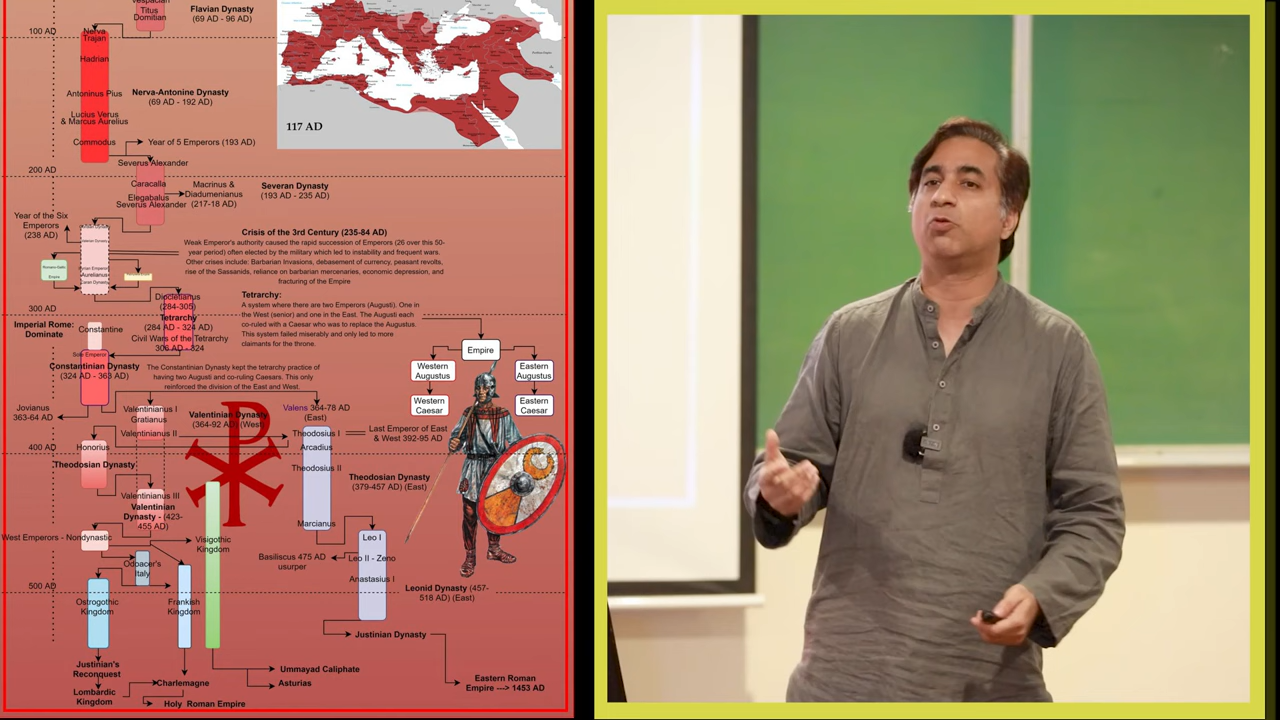 Titus
Domitian
Flavian Dynasty
(69 AD - 96 AD)
100 AD
Nerva
Trajan
Hadrian
Antoninus Pius
Lucius Verus
& Marcus Aurelius
Commodus
Nerva-Antonine Dynasty
(69 AD - 192 AD)
117 AD
Year of 5 Emperors (193 AD)
Severus Alexander
200 AD
Caracalla
Elegabalus
Severus Alexander
Macrinus &
Diadumenianus
(217-18 AD)
Severan Dynasty
(193 AD - 235 AD)
Year of the Six
Emperors
(238 AD)
Crisis of the 3rd Century (235-84 AD)
Weak Emperor's authority caused the rapid succession of Emperors (26 over this 50-
year period) often elected by the military which led to instability and frequent wars.
Other crises include: Barbarian Invasions, debasement of currency, peasant revolts,
rise of the Sassanids, reliance on barbarian mercenaries, economic depression, and
fracturing of the Empire
Empire
Aurelianus
Diocletianus
(284-305)
Tetrarchy
(284 AD - 324 AD)
Civil Wars of the Tetrarchy
306 AD - 324
Tetrarchy:
A system where there are two Emperors (Augusti). One in
the West (senior) and one in the East. The Augusti each
co-ruled with a Caesar who was to replace the Augustus.
This system failed miserably and only led to more
claimants for the throne.
300 AD
Imperial Rome:
Dominate
Constantine
Sole Emperor
Constantinian Dynasty
(324 AD - 363 AD)
The Constantinian Dynasty kept the tetrarchy practice of
having two Augusti and co-ruling Caesars. This only
reinforced the division of the East and West.
Empire
Western
Augustus
Eastern
Augustus
Western
Caesar
Eastern
Caesar
Jovianus
363-64 AD
Valentinianus I
Gratianus
Valentinianus II
Valentinian Dynasty
(364-92 AD) (West)
Valens 364-78 AD
(East)
Theodosius I
Arcadius
Last Emperor of East
& West 392-95 AD
Honorius
400 AD
Theodosian Dynasty
Theodosius II
Theodosian Dynasty
(379-457 AD) (East)
Valentinianus III
Valentinian
Dynasty - (423-
455 AD)
Marcianus
West Emperors - Nondynastic
Visigothic
Kingdom
Leo I
Basiliscus 475 AD
usurper
Leo II - Zeno
Odoacer's
Italy
Anastasius I
500 AD
Leonid Dynasty (457-
518 AD) (East)
Ostrogothic
Kingdom
Frankish
Kingdom
Justinian Dynasty
Justinian's
Reconquest
Ummayad Caliphate
Asturias
Charlemagne
Eastern Roman
Empire ---> 1453 AD
Lombardic
Kingdom
Holy Roman Empire